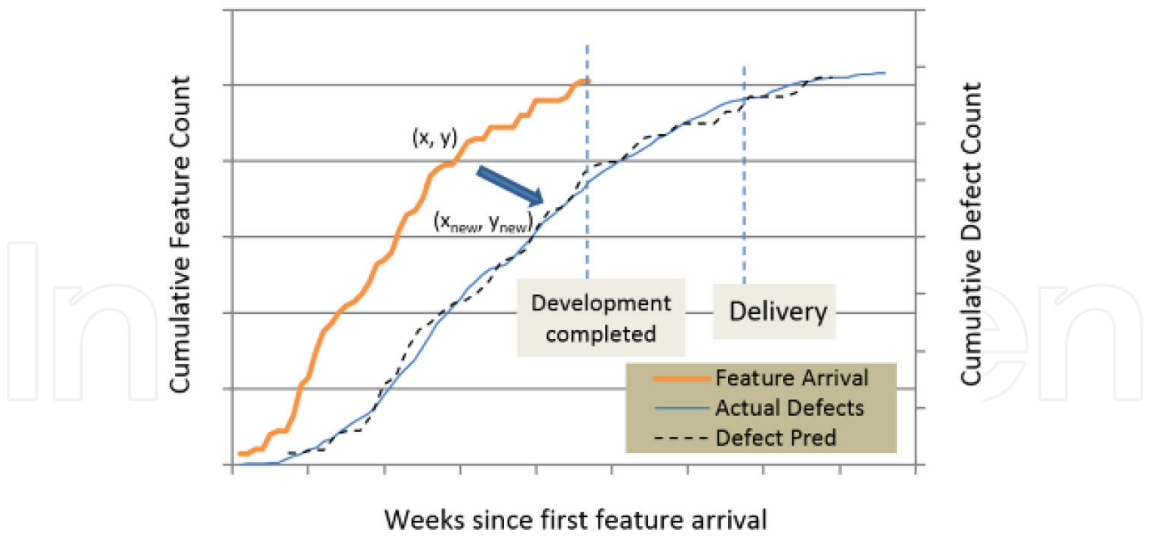 Cumulative Feature Count
(x, y)
(xnew, ynew)
Development
completed
Delivery
Feature Arrival
Actual Defects
Defect Pred
Cumulative Defect Count
Weeks since first feature arrival